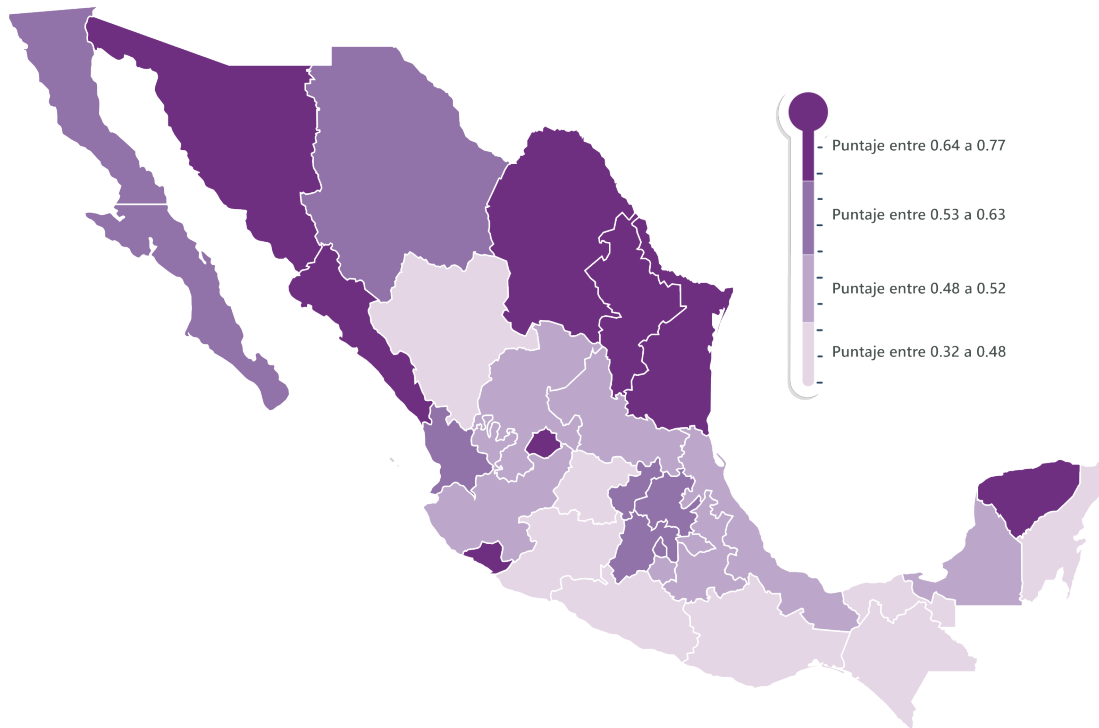 Puntaje entre 0.64 a 0.77
Puntaje entre 0.53 a 0.63
Puntaje entre 0.48 a 0.52
Puntaje entre 0.32 a 0.48